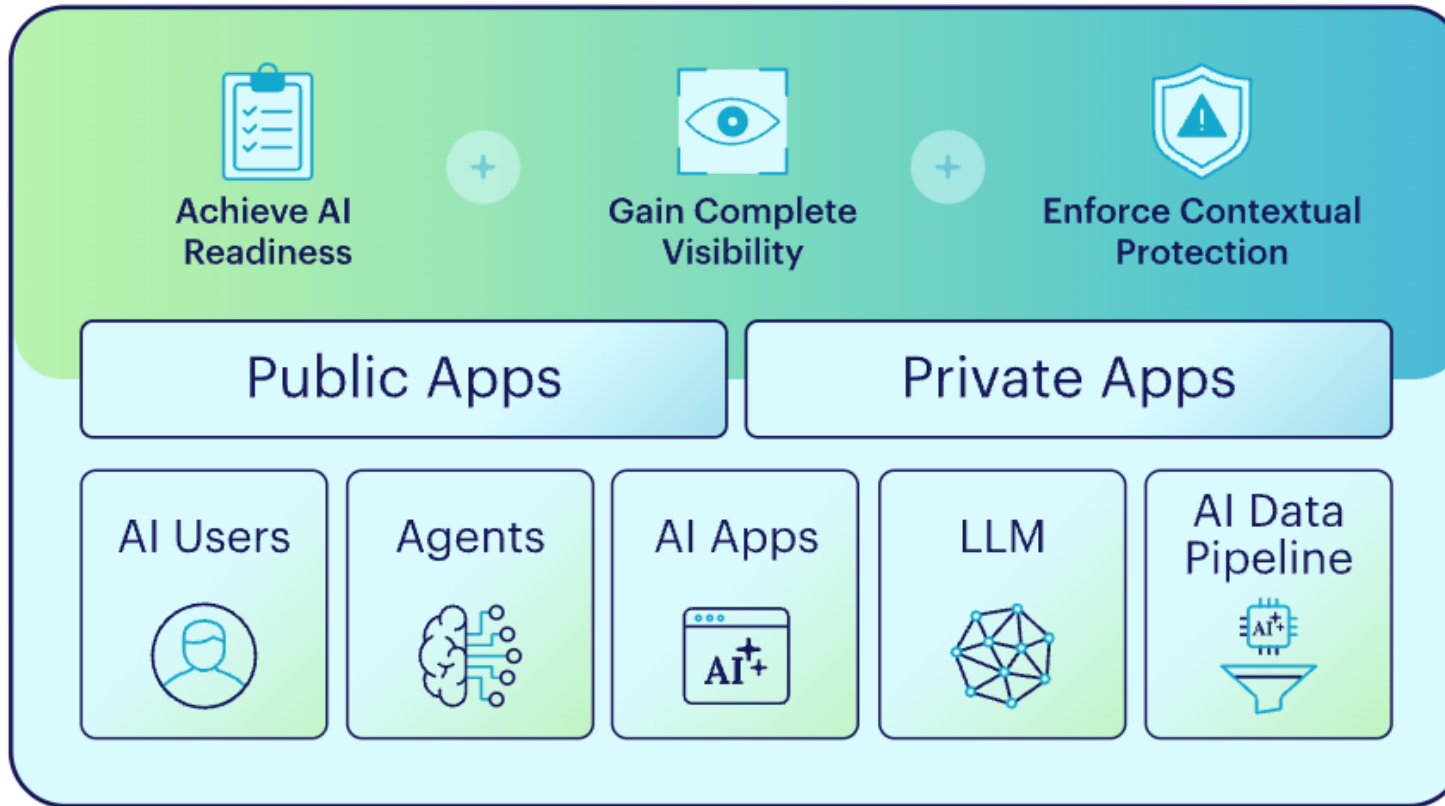 Achieve AI
Readiness
Gain Complete
Visibility
Enforce Contextual
Protection
Public Apps
Private Apps
AI Users
Agents
AI Apps
LLM
AI Data
Pipeline
AI
AI